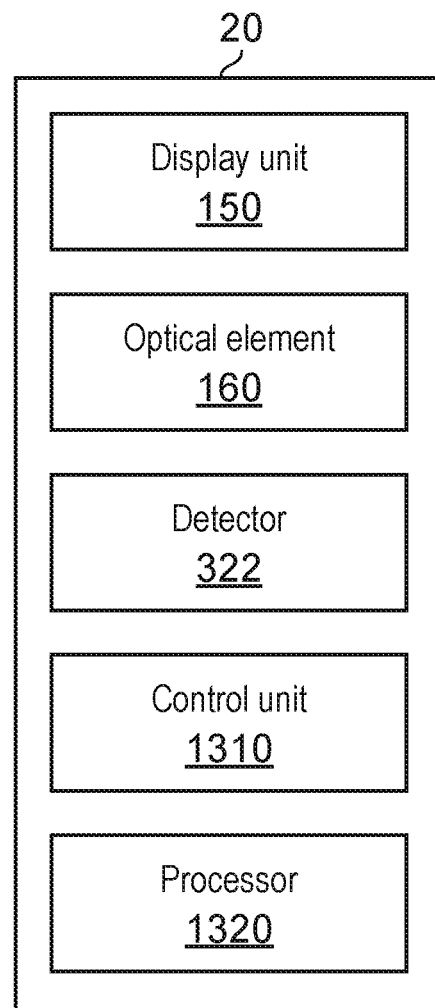 20
Display unit
150
Optical element
160
Detector
322
Control unit
1310
Processor
1320